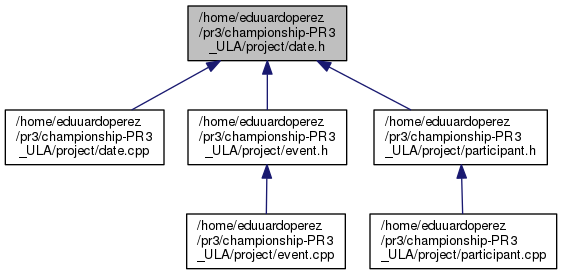 /home/eduuardoperez
/pr3/championship-PR3
_ULA/project/date.h
/home/eduuardoperez
/pr3/championship-PR3
_ULA/project/date.cpp
/home/eduuardoperez
/pr3/championship-PR3
_ULA/project/event.h
/home/eduuardoperez
/pr3/championship-PR3
_ULA/project/participant.h
/home/eduuardoperez
/pr3/championship-PR3
_ULA/project/event.cpp
/home/eduuardoperez
/pr3/championship-PR3
_ULA/project/participant.cpp